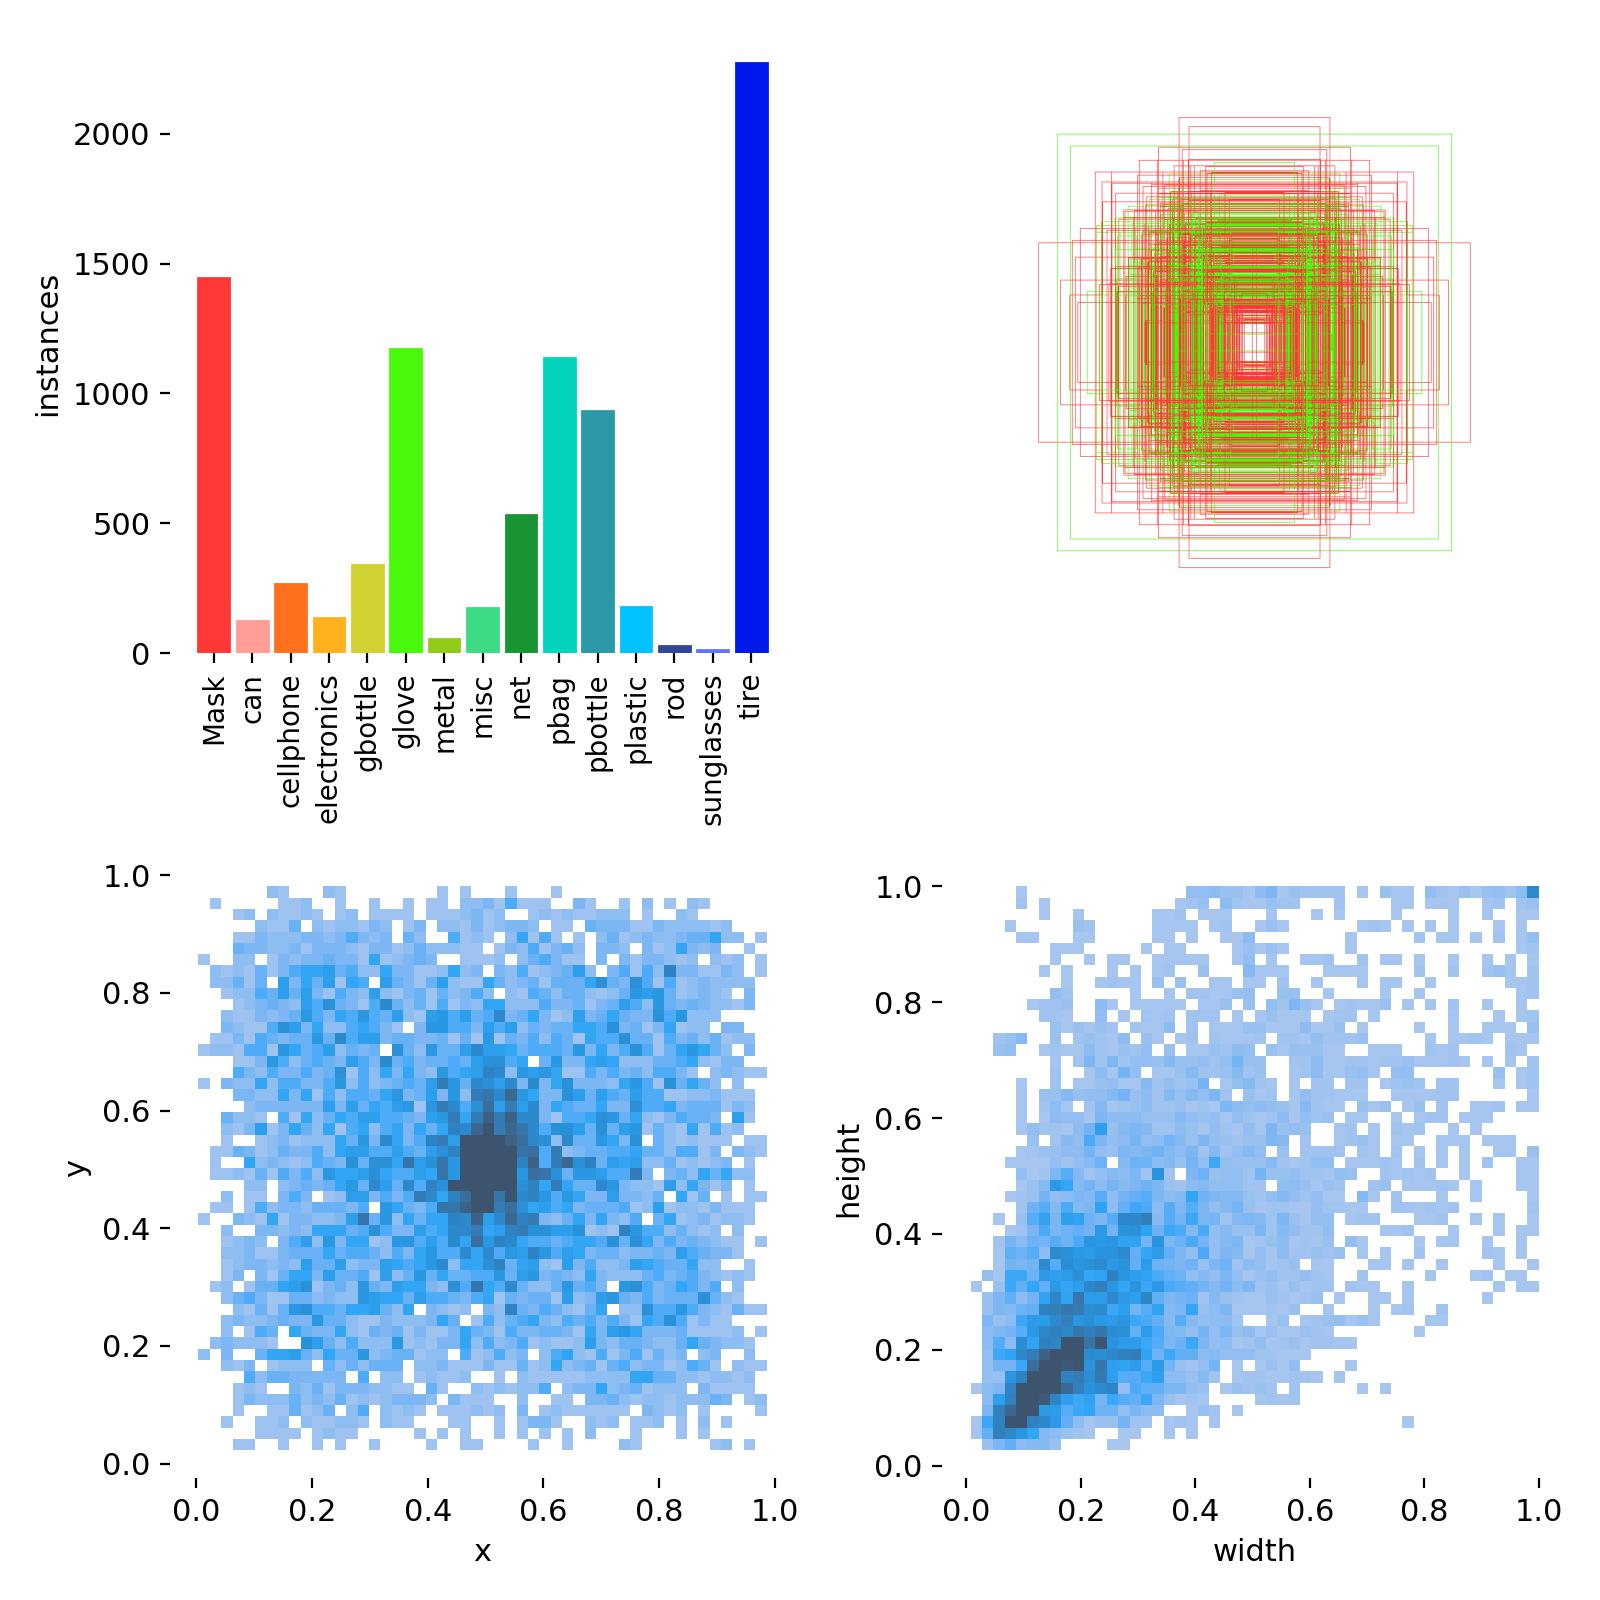 instances
2000
1500
1000
500
0
Mask
can
cellphone
electronics
gbottle
glove
metal
misc
net
pbag
pbottle
plastic
rod
sunglasses
tire
y
1.0
0.8
0.6
0.4
0.2
0.0
0.0 0.2 0.4 0.6 0.8 1.0
x
height
1.0
0.8
0.6
0.4
0.2
0.0
0.0 0.2 0.4 0.6 0.8 1.0
width